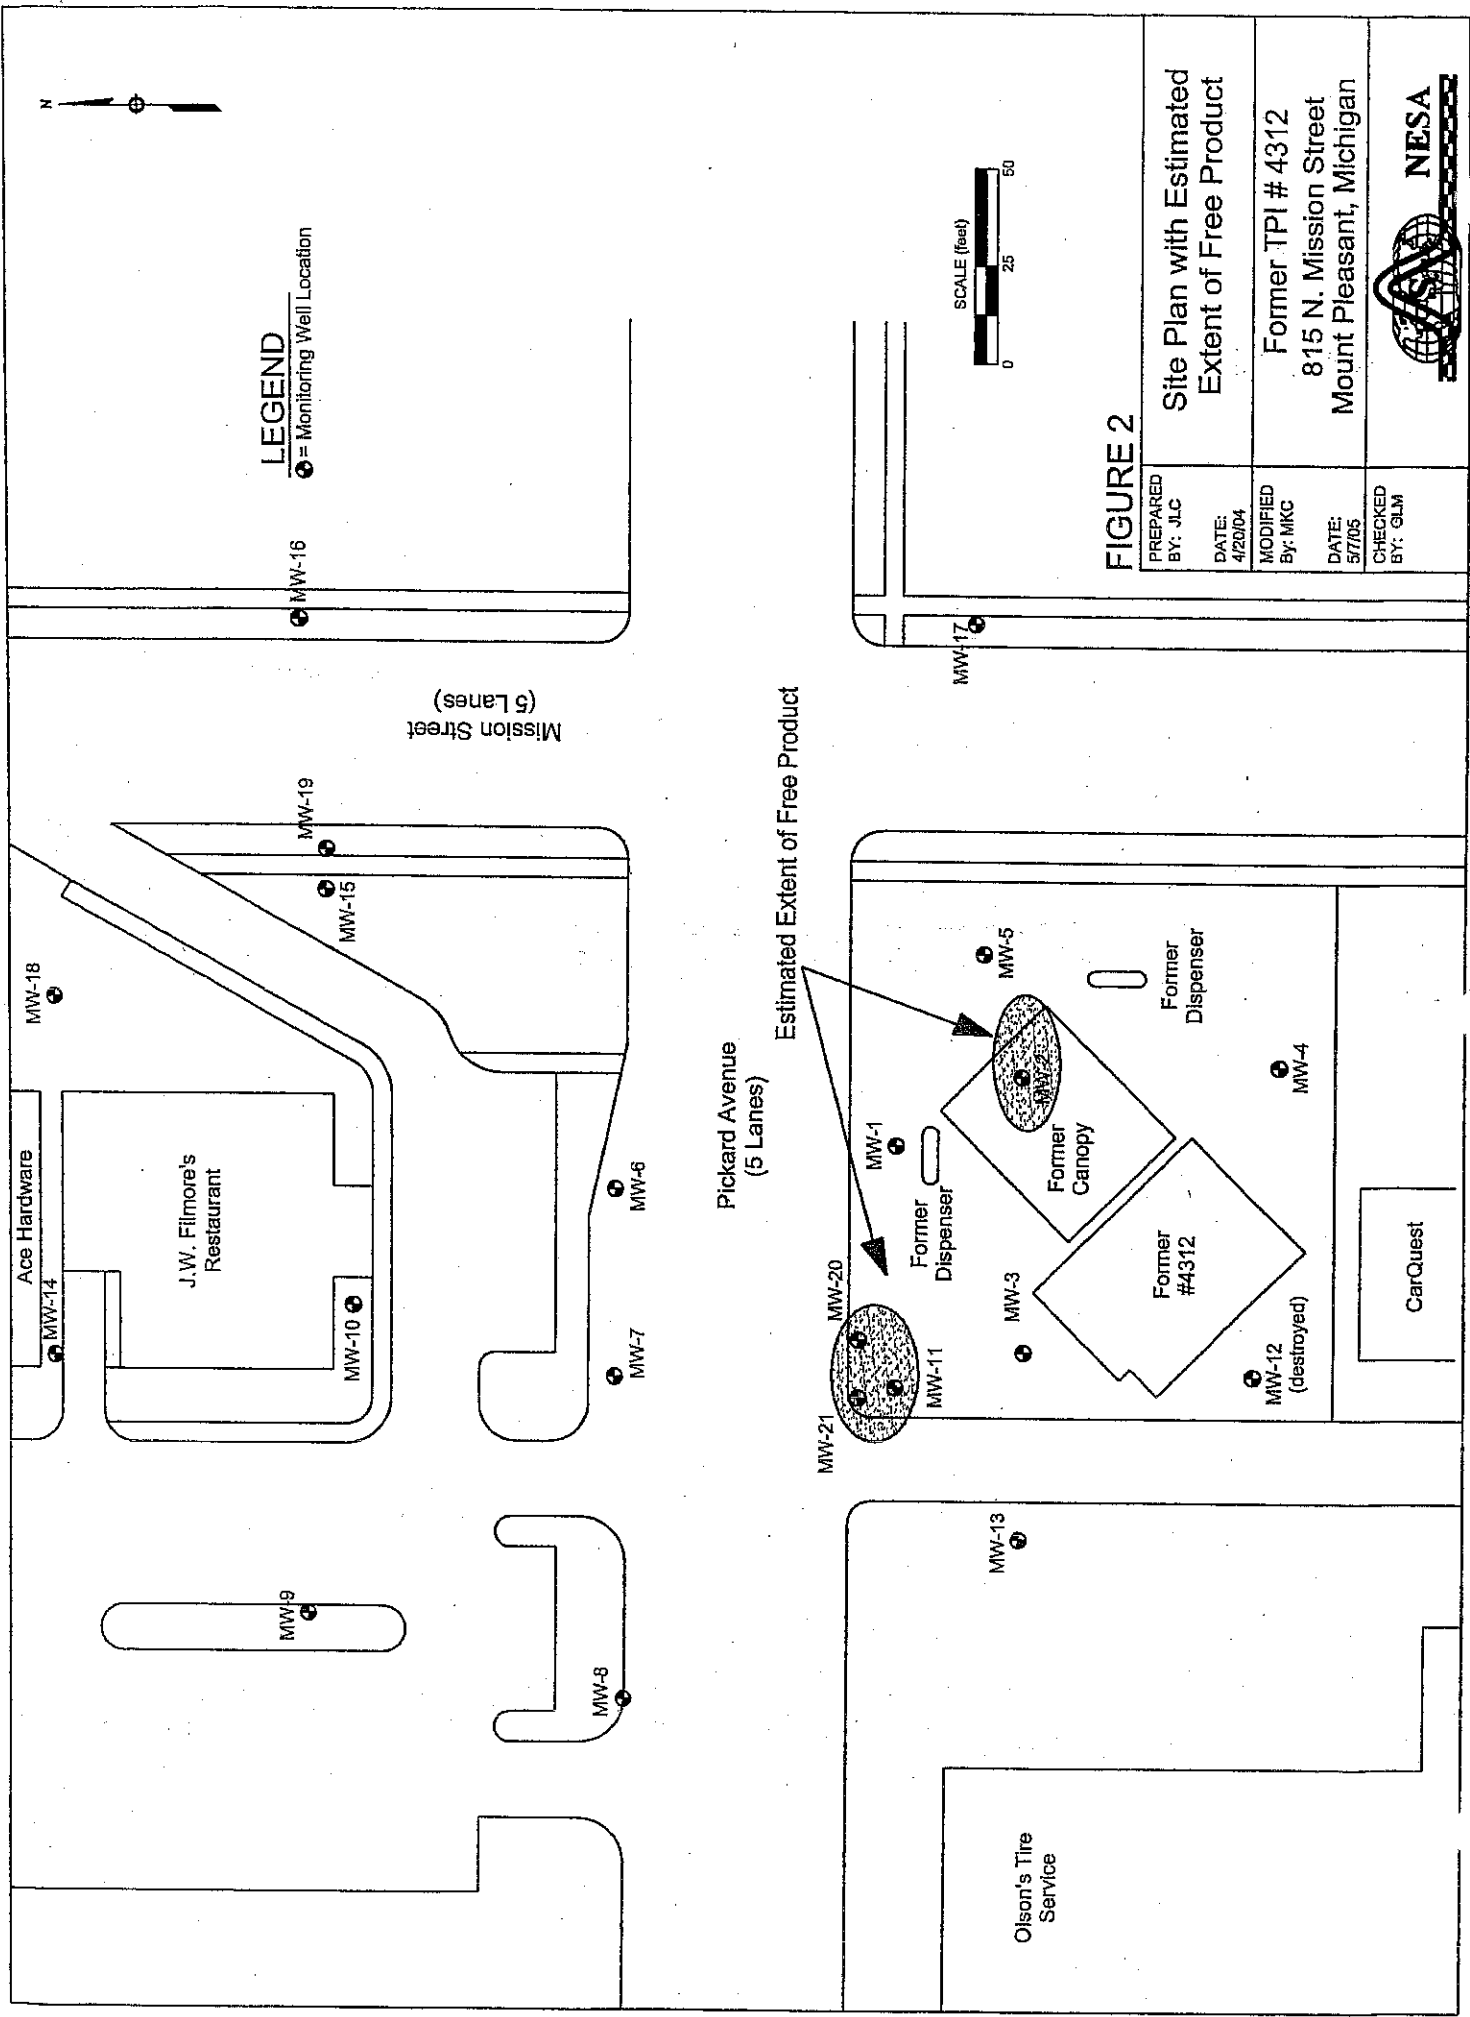 N
LEGEND
= Monitoring Well Location
Ace Hardware
MW-14
MW-18
J.W. Filmore's
Restaurant
MW-10
MW-9
MW-15
MW-19
MW-16
Mission Street
(5 Lanes)
MW-8
MW-7
MW-6
Pickard Avenue
(5 Lanes)
Estimated Extent of Free Product
MW-21
MW-20
MW-11
MW-1
Former
Dispenser
MW-5
MW-2
MW-17
SCALE (feet)
0
25
50
MW-13
MW-3
Former
Canopy
Former
Dispenser
Former
#4312
MW-4
MW-12
(destroyed)
CarQuest
Olson's Tire
Service
FIGURE 2
PREPARED
BY: JLC
DATE:
4/20/04
Site Plan with Estimated
Extent of Free Product
MODIFIED
By: MKC
DATE:
5/7/05
Former TPI # 4312
815 N. Mission Street
Mount Pleasant, Michigan
CHECKED
BY: GLM
NESA